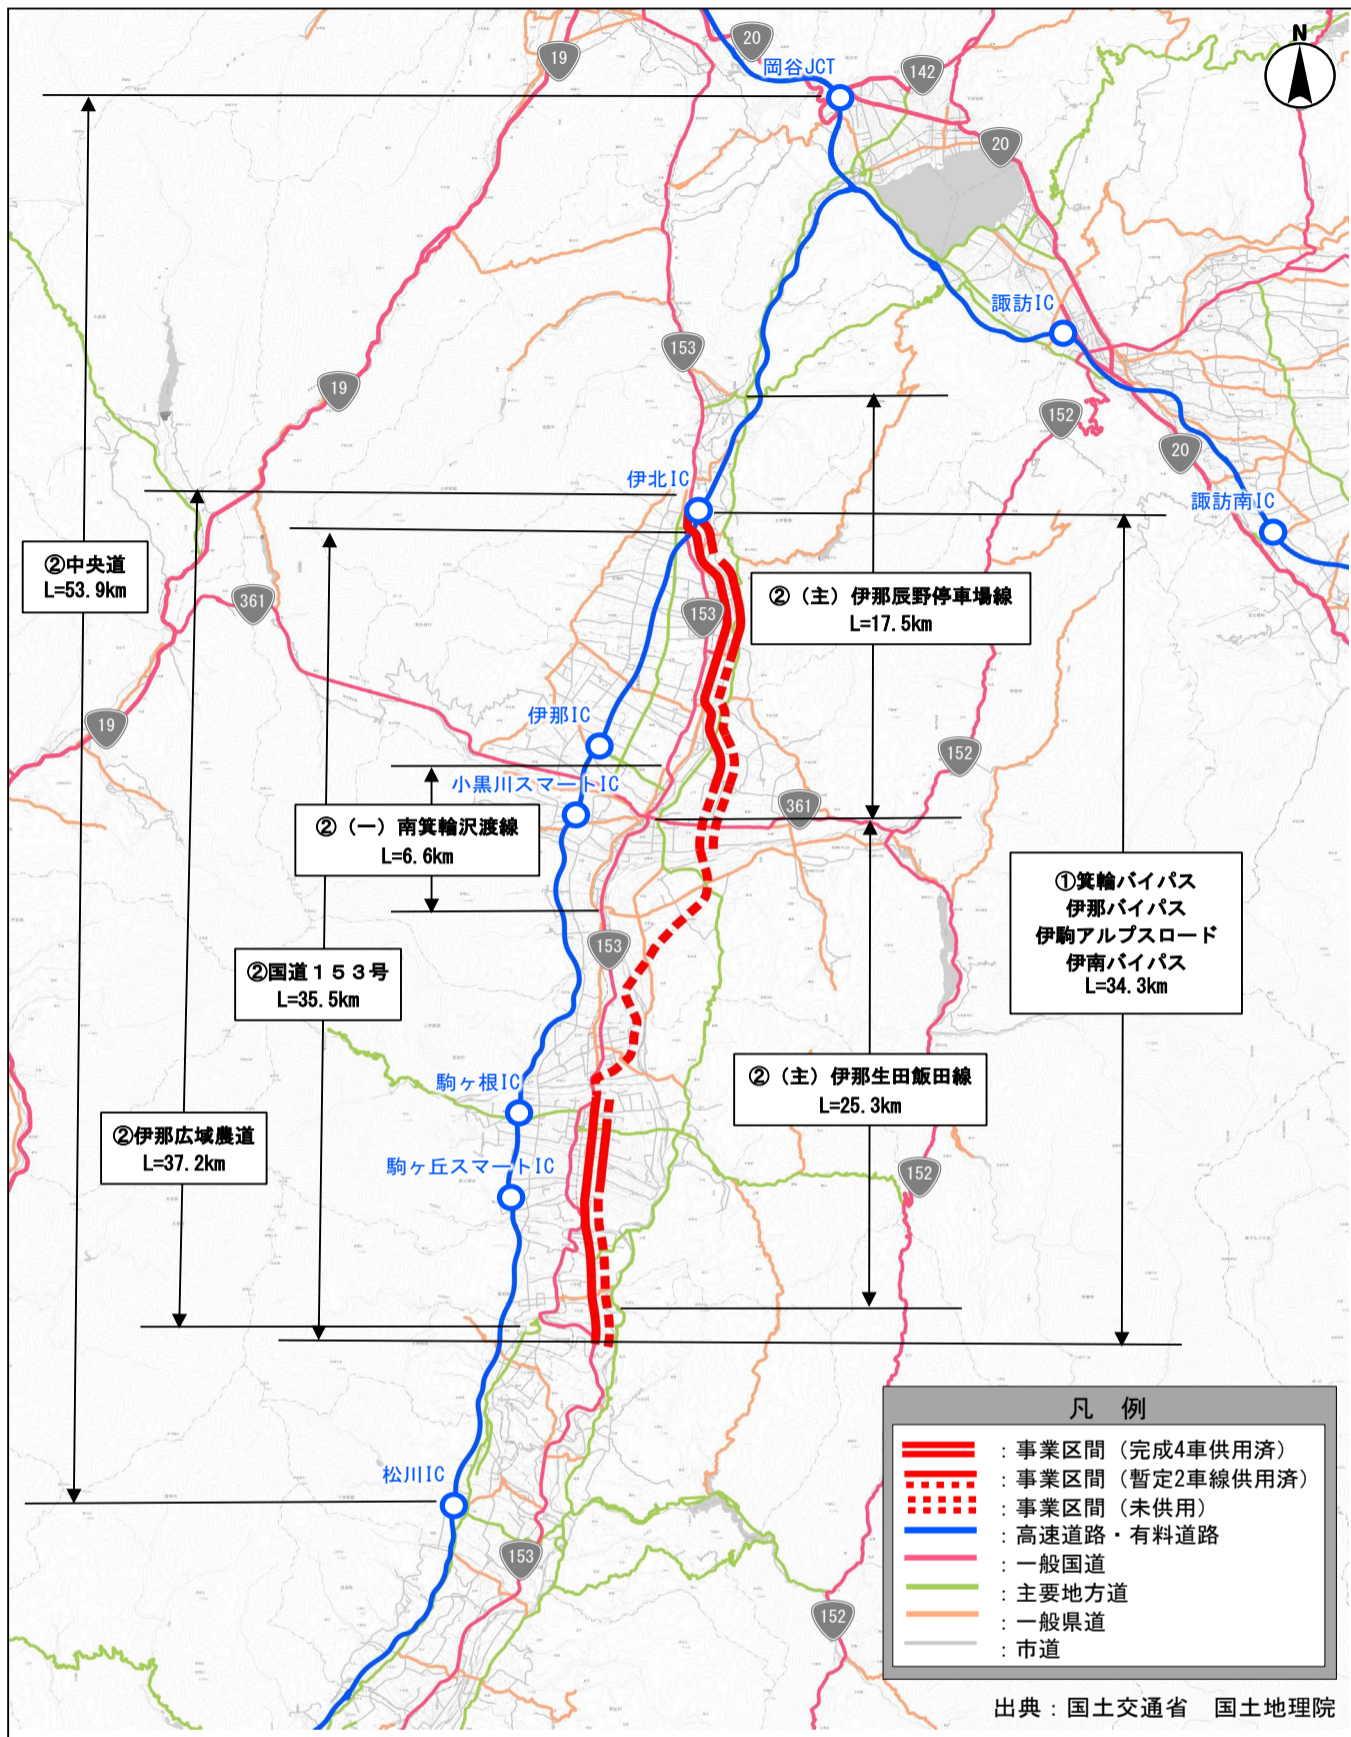 N
20
19
岡谷JCT
142
20
諏訪IC
153
19
152
20
伊北IC
諏訪南IC
②中央道
L=53.9km
361
153
②（主）伊那辰野停車場線
L=17.5km
伊那IC
19
152
小黒川スマートIC
361
②（一）南箕輪沢渡線
L=6.6km
①箕輪バイパス
伊那バイパス
伊駒アルプスロード
伊南バイパス
L=34.3km
153
②国道１５３号
L=35.5km
駒ヶ根IC
②（主）伊那生田飯田線
L=25.3km
②伊那広域農道
L=37.2km
駒ヶ丘スマートIC
152
松川IC
153
152
凡　例
：事業区間（完成4車供用済）
：事業区間（暫定2車線供用済）
：事業区間（未供用）
：高速道路・有料道路
：一般国道
：主要地方道
：一般県道
：市道
出典：国土交通省　国土地理院